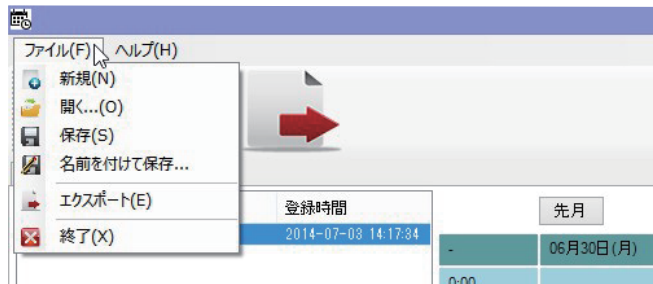 ファイル(F) ヘルプ(H)
新規(N)
開く...(O)
保存(S)
名前を付けて保存...
エクスポート(E)
終了(X)
登録時間
2014-07-03 14:17:34
先月
- 06月30日(月)
0:00